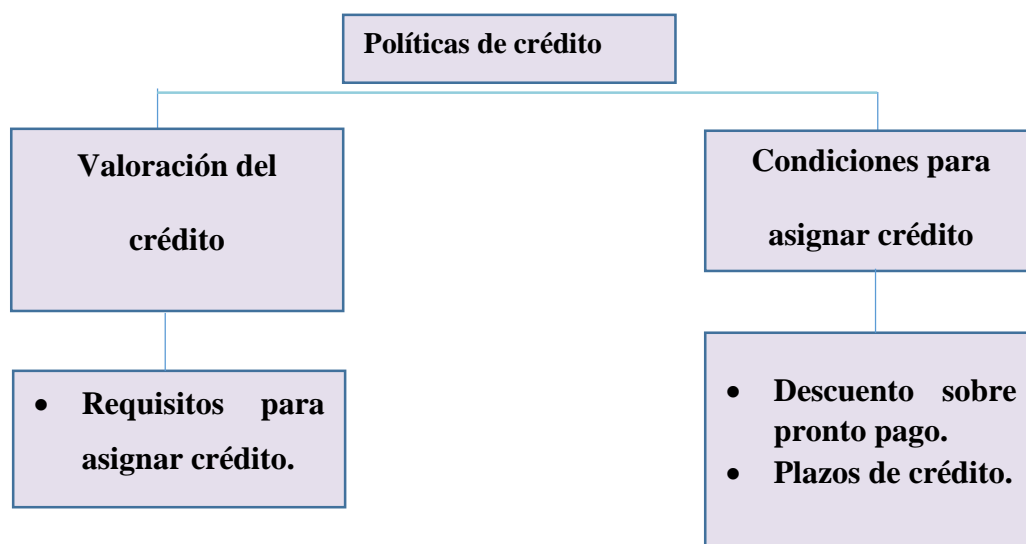 Políticas de crédito
Valoración del
crédito
Condiciones para
asignar crédito
• Requisitos para
asignar crédito.
• Descuento sobre
pronto pago.
• Plazos de crédito.